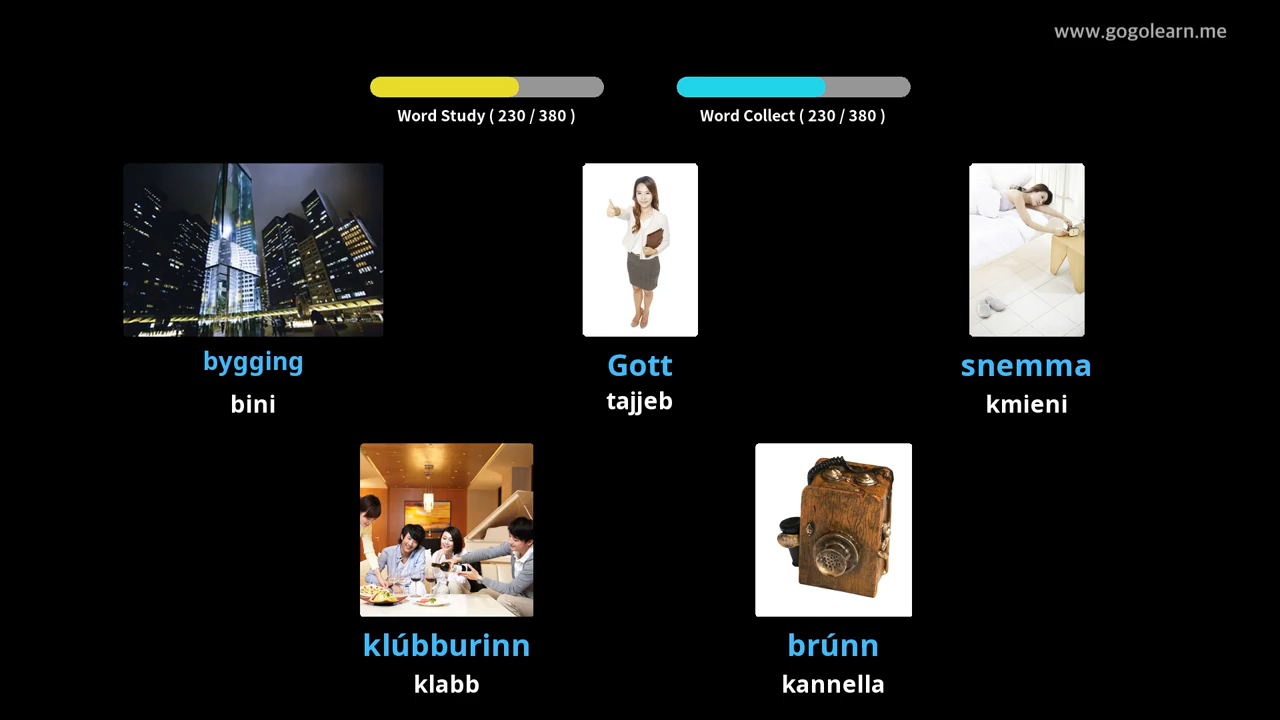 www.gogolearn.me
Word Study ( 230 / 380 )
Word Collect ( 230 / 380 )
bygging
bini
Gott
tajjeb
snemma
kmieni
klúbburinn
klabb
brúnn
kannella